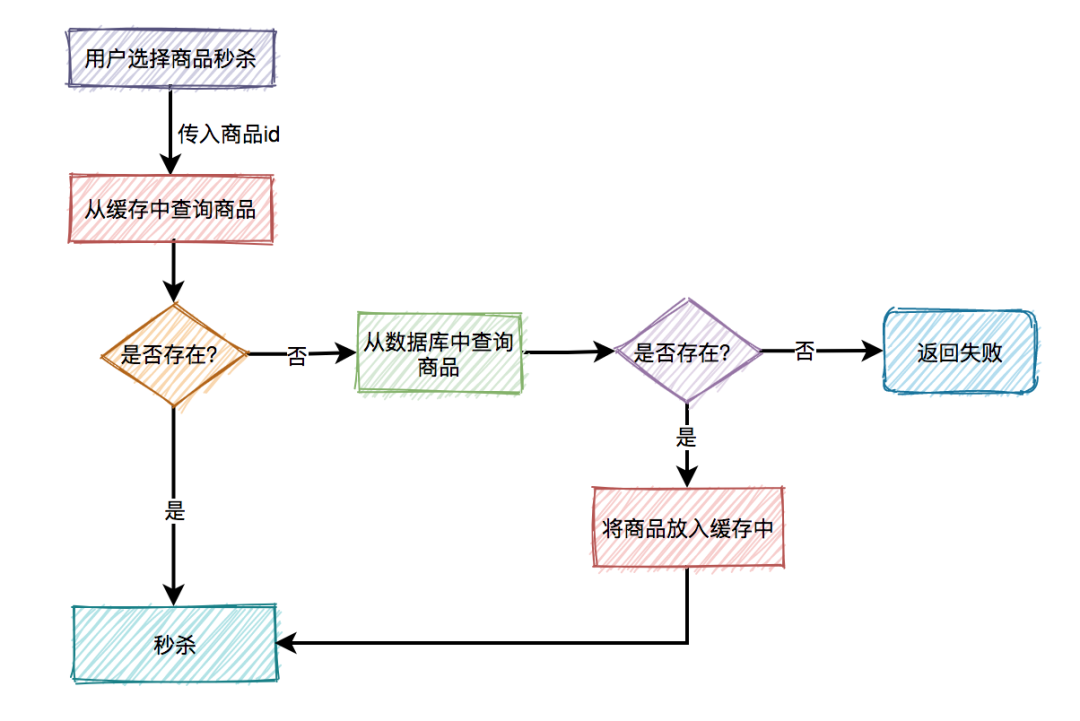 用户选择商品秒杀
传入商品id
从缓存中查询商品
是否存在?
否
从数据库中查询
商品
是否存在?
否
返回失败
是
是
将商品放入缓存中
秒杀